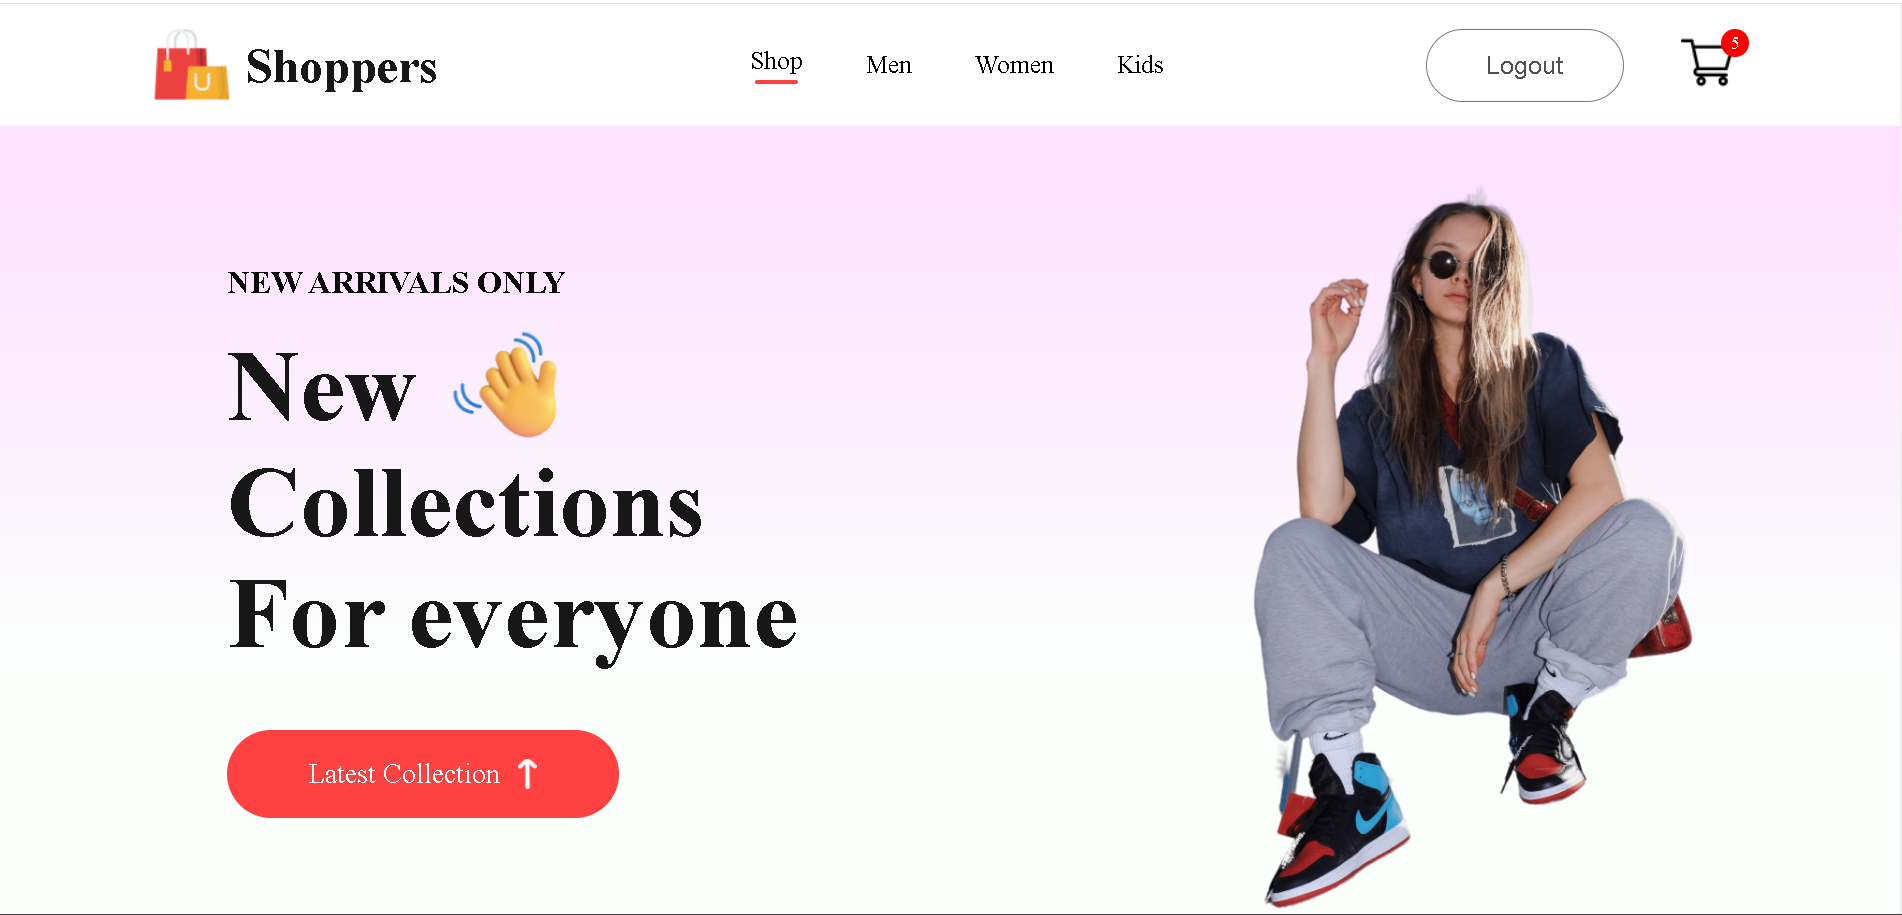 Shoppers
Shop
Men
Women
Kids
Logout
5
U
NEW ARRIVALS ONLY
New
Collections
For everyone
Latest Collection